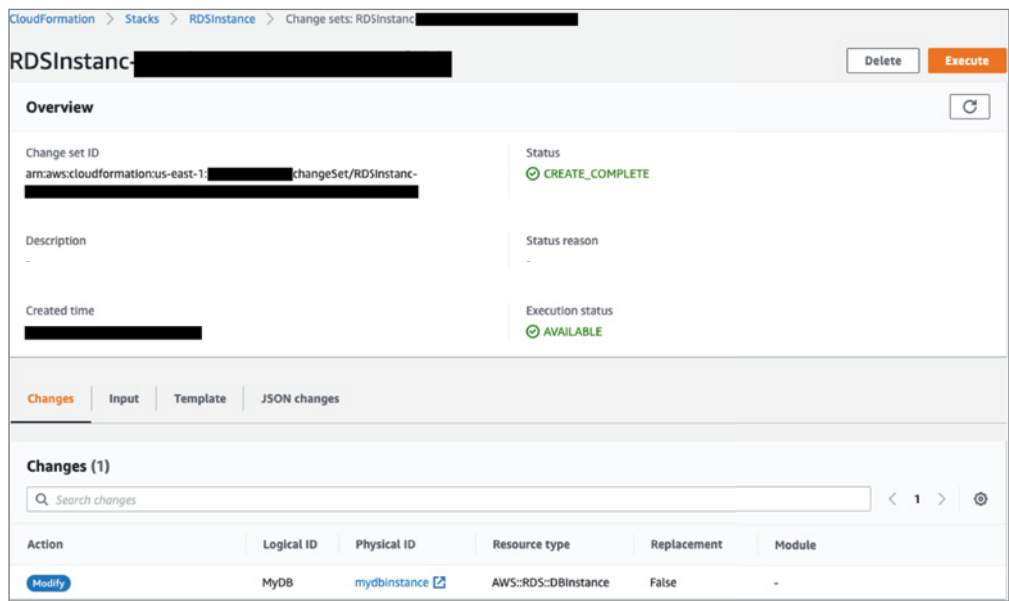 CloudFormation > Stacks > RDSInstance > Change sets: RDSInstanc
RDSInstanc-
Delete
Execute
Overview
Change set ID
arn:aws:cloudformation:us-east-1: changeSet/RDSInstanc-
Status
CREATE_COMPLETE
Description
-
Status reason
-
Created time
Execution status
AVAILABLE
Changes Input Template JSON changes
Changes (1)
Search changes
< 1 >
Action Logical ID Physical ID Resource type Replacement Module
Modify MyDB mydbinstance AWS::RDS::DBInstance False -